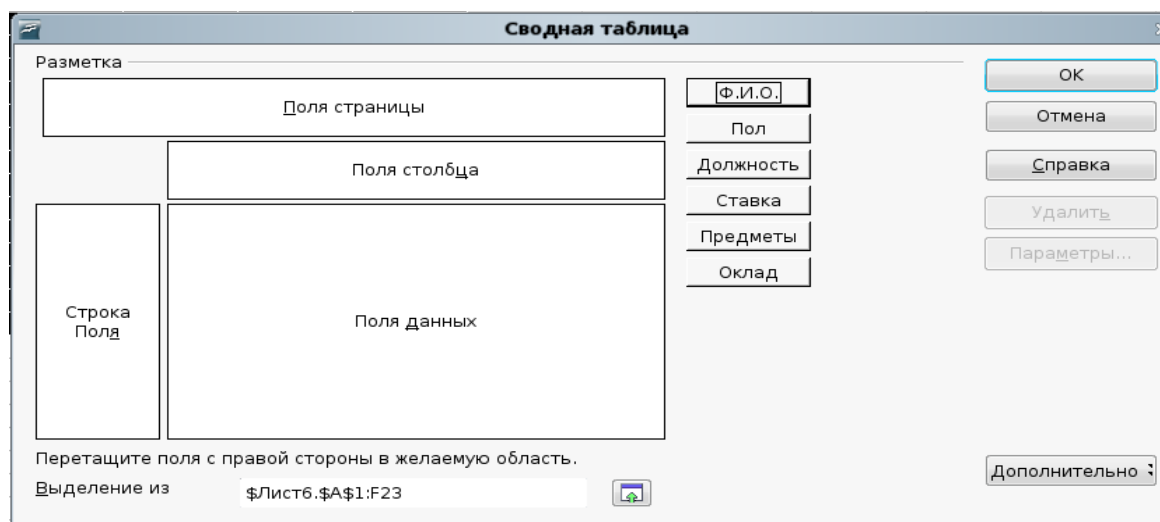 Сводная таблица
Разметка
Поля страницы
Поля столбца
Строка
Поля
Поля данных
Ф.И.О.
Пол
Должность
Ставка
Предметы
Оклад
ОК
Отмена
Справка
Удалить
Параметры...
Перетащите поля с правой стороны в желаемую область.
Выделение из
$Лист6.$A$1:F23
Дополнительно